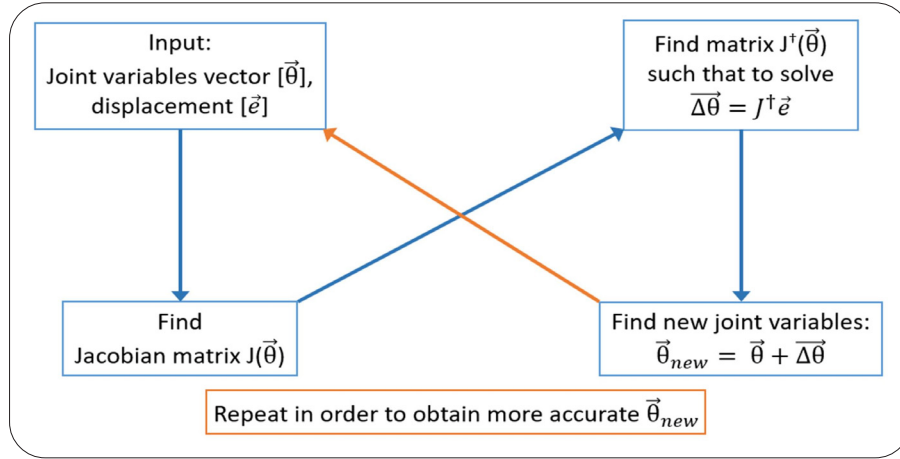 Input:
Joint variables vector [θ⃗],
displacement [e⃗]
Find
Jacobian matrix J(θ⃗)
Find matrix J†(θ⃗)
such that to solve
Δθ⃗ = J†e⃗
Find new joint variables:
θ⃗new = θ⃗ + Δθ⃗
Repeat in order to obtain more accurate θ⃗new